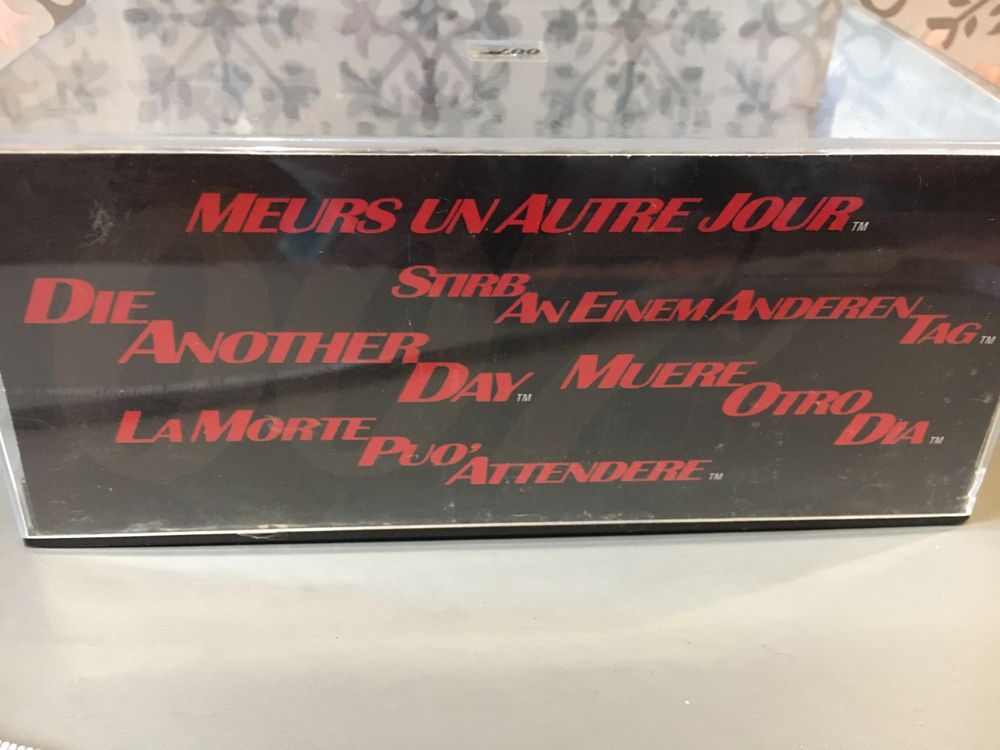 007
MEURS UN AUTRE JOUR™
STIRB
AN EINEM ANDEREN
TAG™
DIE
ANOTHER
DAY™
MUERE
OTRO
DIA™
LA MORTE
PUO'
ATTENDERE™